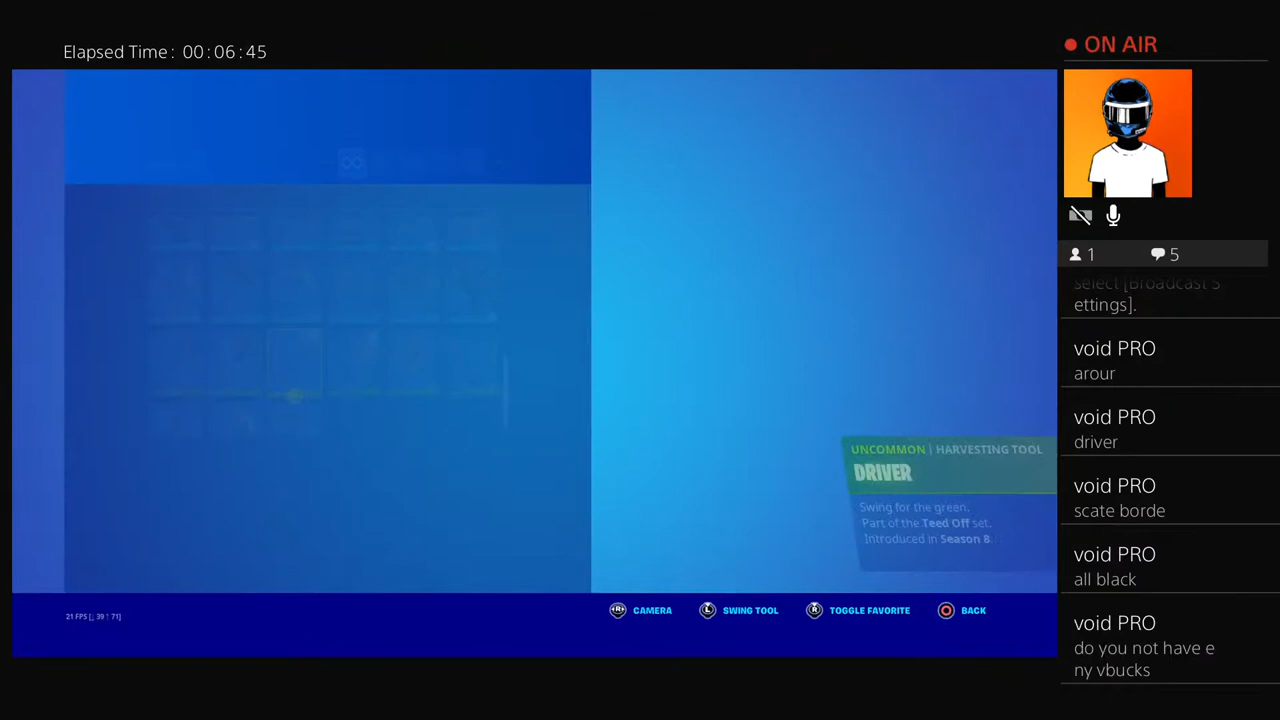 Elapsed Time: 00:06:45
ON AIR
1
5
select [Broadcast S
ettings].
void PRO
arour
void PRO
driver
void PRO
scate borde
void PRO
all black
void PRO
do you not have e
ny vbucks
UNCOMMON | HARVESTING TOOL
DRIVER
Swing for the green.
Part of the Teed Off set.
Introduced in Season 8.
21 FPS [↓ 39 ↑ 71]
CAMERA
SWING TOOL
TOGGLE FAVORITE
BACK